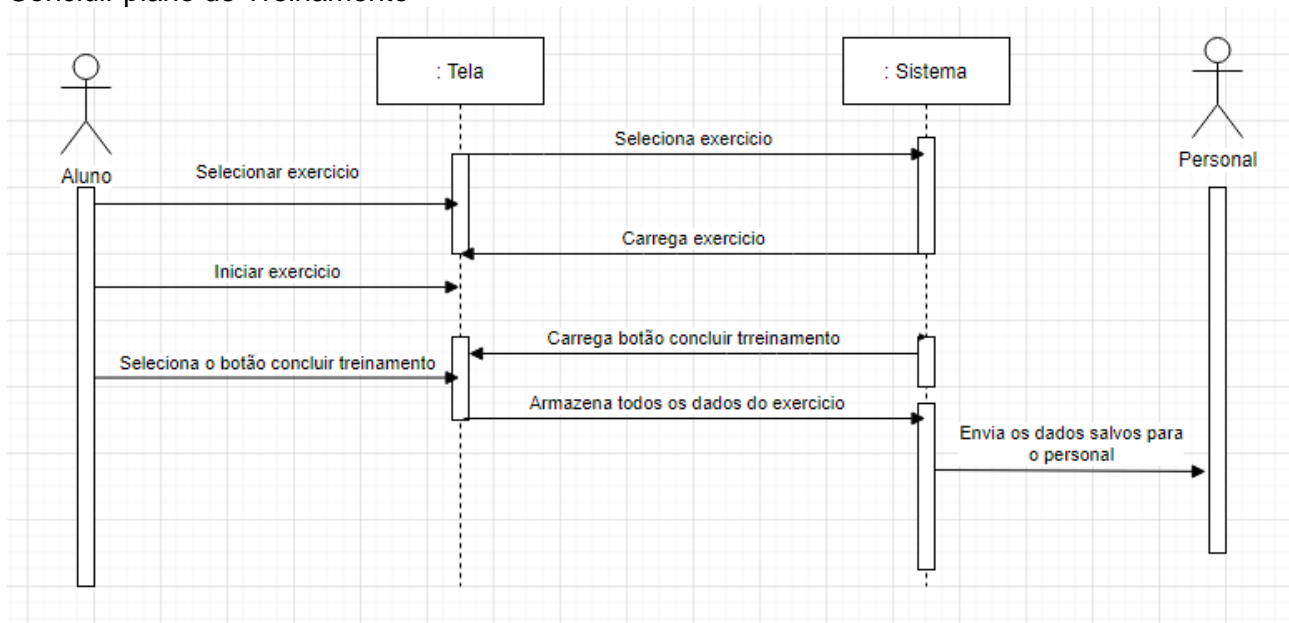 Concluir plano de Treinamento
: Tela
: Sistema
Aluno
Personal
Seleciona exercicio
Selecionar exercicio
Carrega exercicio
Iniciar exercicio
Carrega botão concluir trreinamento
Seleciona o botão concluir treinamento
Armazena todos os dados do exercicio
Envia os dados salvos para
o personal